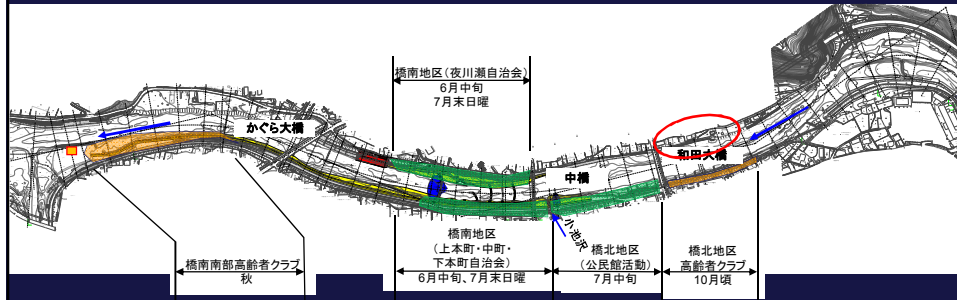 橋南地区(夜川瀬自治会)
6月中旬
7月末日曜
かぐら大橋
和田大橋
中橋
小池沢
橋南地区
(上本町・中町・
下本町自治会)
6月中旬、7月末日曜
橋北地区
(公民館活動)
7月中旬
橋北地区
高齢者クラブ
10月頃
橋南南部高齢者クラブ
秋